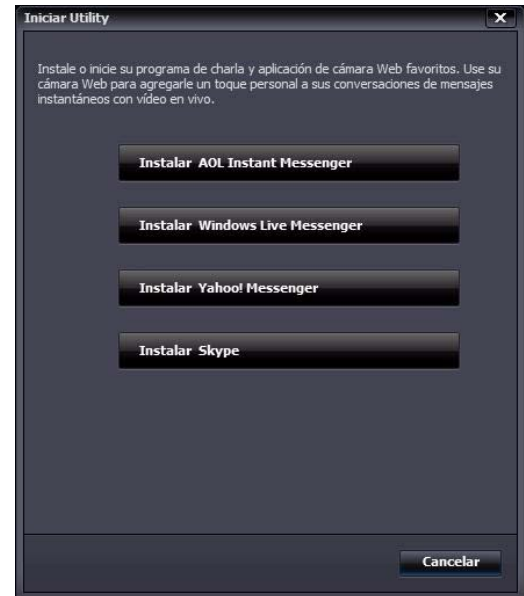 Iniciar Utility
Instale o inicie su programa de charla y aplicación de cámara Web favoritos. Use su
cámara Web para agregarle un toque personal a sus conversaciones de mensajes
instantáneos con vídeo en vivo.
Instalar AOL Instant Messenger
Instalar Windows Live Messenger
Instalar Yahoo! Messenger
Instalar Skype
Cancelar